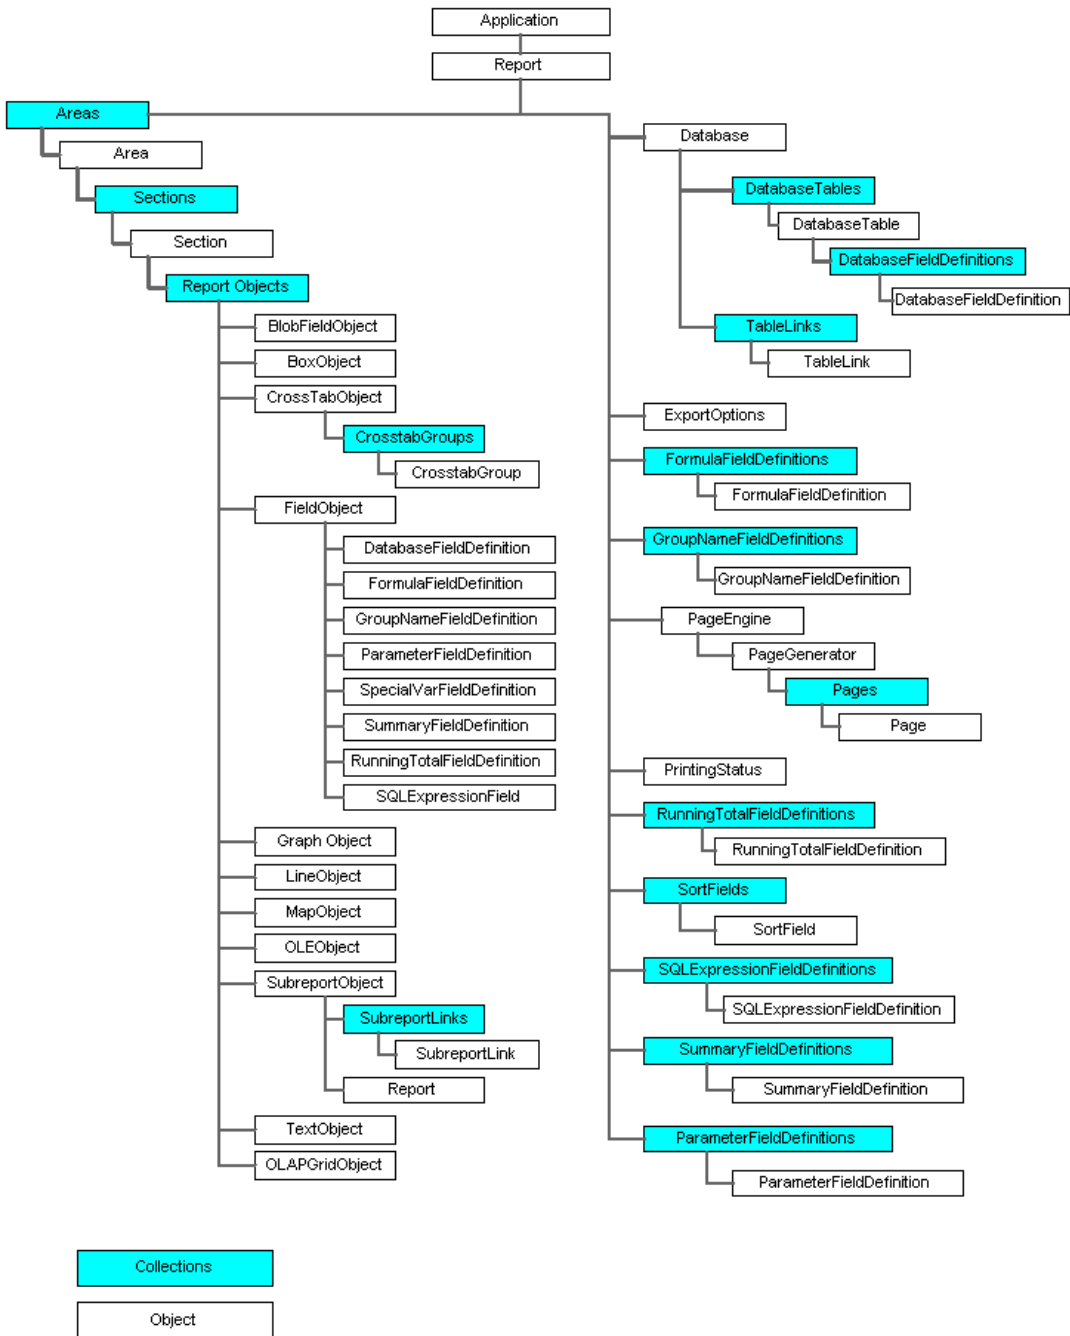 Application
Report
Areas
Area
Sections
Section
Report Objects
BlobFieldObject
BoxObject
CrossTabObject
CrosstabGroups
CrosstabGroup
FieldObject
DatabaseFieldDefinition
FormulaFieldDefinition
GroupNameFieldDefinition
ParameterFieldDefinition
SpecialVarFieldDefinition
SummaryFieldDefinition
RunningTotalFieldDefinition
SQLExpressionField
Graph Object
LineObject
MapObject
OLEObject
SubreportObject
SubreportLinks
SubreportLink
Report
TextObject
OLAPGridObject
Database
DatabaseTables
DatabaseTable
DatabaseFieldDefinitions
DatabaseFieldDefinition
TableLinks
TableLink
ExportOptions
FormulaFieldDefinitions
FormulaFieldDefinition
GroupNameFieldDefinitions
GroupNameFieldDefinition
PageEngine
PageGenerator
Pages
Page
PrintingStatus
RunningTotalFieldDefinitions
RunningTotalFieldDefinition
SortFields
SortField
SQLExpressionFieldDefinitions
SQLExpressionFieldDefinition
SummaryFieldDefinitions
SummaryFieldDefinition
ParameterFieldDefinitions
ParameterFieldDefinition
Collections
Object